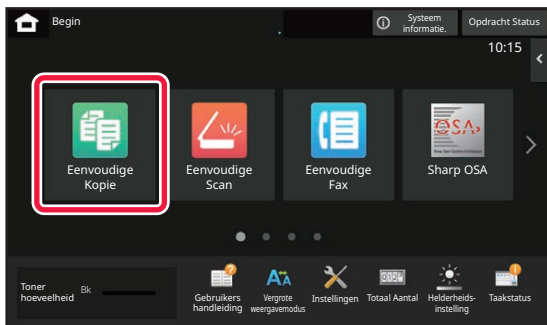 Begin
Systeem
informatie.
Opdracht Status
10:15
Eenvoudige
Kopie
Eenvoudige
Scan
Eenvoudige
Fax
OSA
Sharp OSA
Toner
hoeveelheid
Bk
Gebruikers
handleiding
Vergrote
weergavemodus
Instellingen
Totaal Aantal
Helderheids-
instelling
Taakstatus